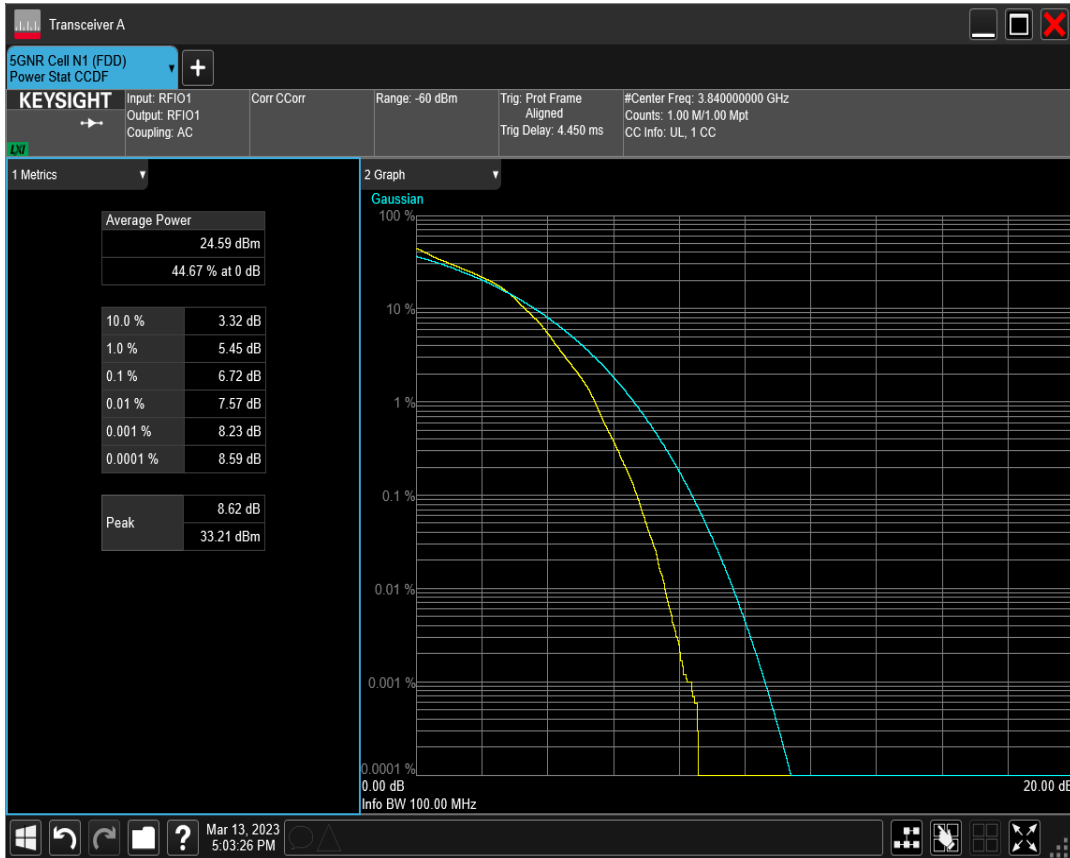 Transceiver A
5GNR Cell N1 (FDD)
Power Stat CCDF
+
KEYSIGHT
LXI
Input: RFIO1
Output: RFIO1
Coupling: AC
Corr CCorr
Range: -60 dBm
Trig: Prot Frame
Aligned
Trig Delay: 4.450 ms
#Center Freq: 3.840000000 GHz
Counts: 1.00 M/1.00 Mpt
CC Info: UL, 1 CC
1 Metrics
Average Power
24.59 dBm
44.67 % at 0 dB
10.0 % 3.32 dB
1.0 % 5.45 dB
0.1 % 6.72 dB
0.01 % 7.57 dB
0.001 % 8.23 dB
0.0001 % 8.59 dB
Peak
8.62 dB
33.21 dBm
2 Graph
Gaussian
100 %
10 %
1 %
0.1 %
0.01 %
0.001 %
0.0001 %
0.00 dB 20.00 dB
Info BW 100.00 MHz
?
Mar 13, 2023
5:03:26 PM